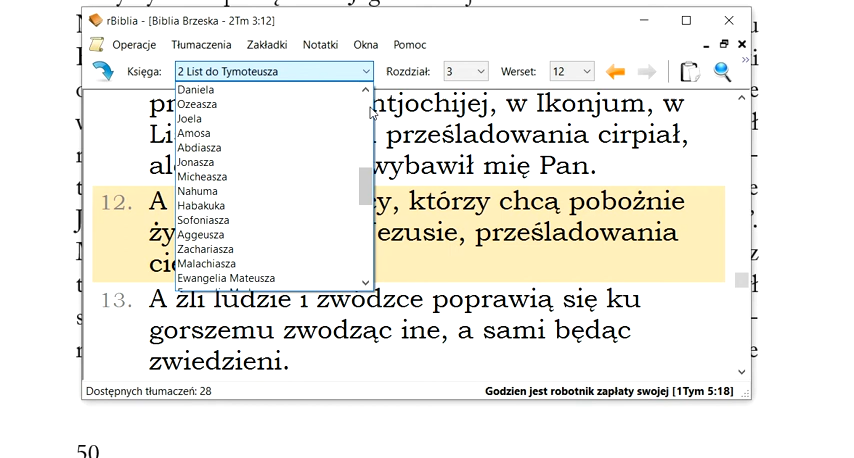 rBiblia - [Biblia Brzeska - 2Tm 3:12]
Operacje Tłumaczenia Zakładki Notatki Okna Pomoc
Księga: 2 List do Tymoteusza Rozdział: 3 Werset: 12
Daniela
Ozeasza
Joela
Amosa
Abdiasza
Jonasza
Micheasza
Nahuma
Habakuka
Sofoniasza
Aggeusza
Zachariasza
Malachiasza
Ewangelia Mateusza
ntjochijej, w Ikonjum, w
prześladowania cirpiał,
wybawił mię Pan.
12. A y, którzy chcą pobożnie
ży ezusie, prześladowania
cie
13. A źli ludzie i zwodzce poprawią się ku
gorszemu zwodząc ine, a sami będąc
zwiedzieni.
Dostępnych tłumaczeń: 28 Godzien jest robotnik zapłaty swojej [1Tym 5:18]
50